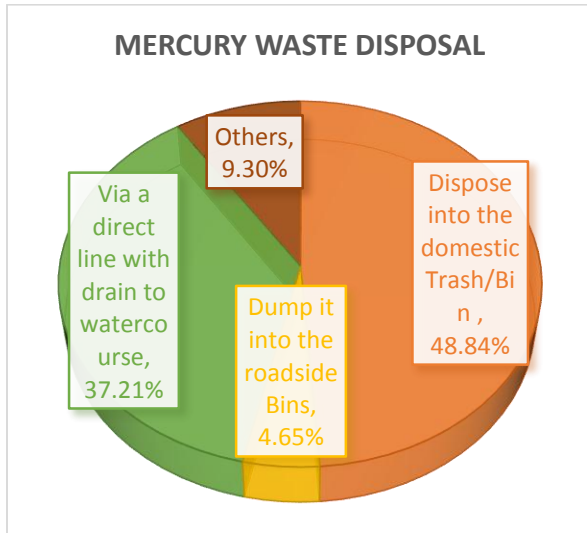 MERCURY WASTE DISPOSAL
Others,
9.30%
Dispose
into the
domestic
Trash/Bi
n ,
48.84%
Via a
direct
line with
drain to
waterco
urse,
37.21%
Dump it
into the
roadside
Bins,
4.65%